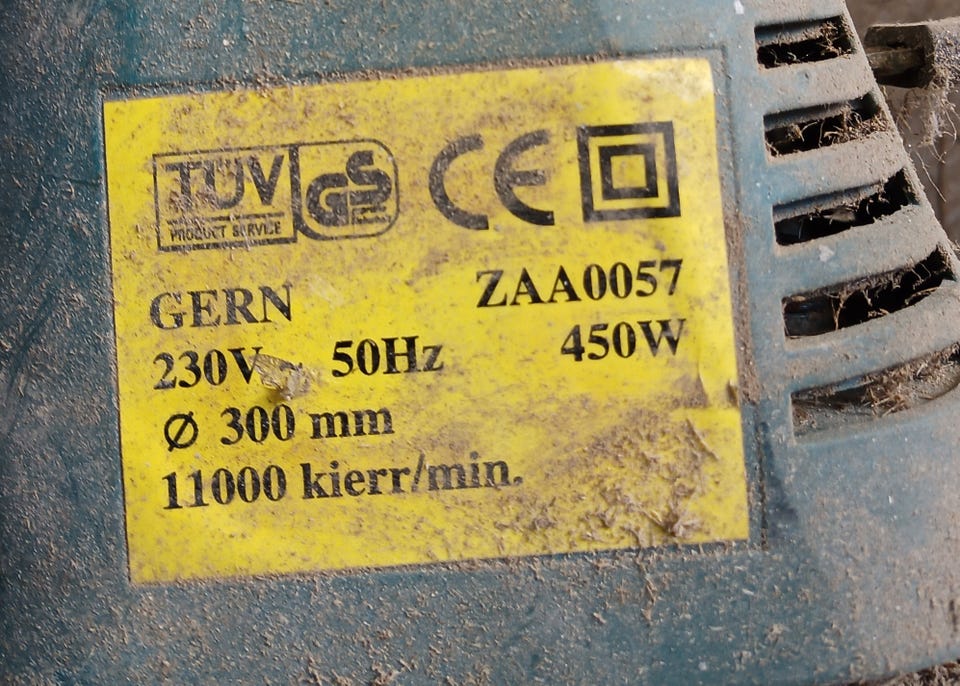 TÜV GS CE
PRODUCT SERVICE
GERN ZAA0057
230V~ 50Hz 450W
Ø 300 mm
11000 kierr/min.